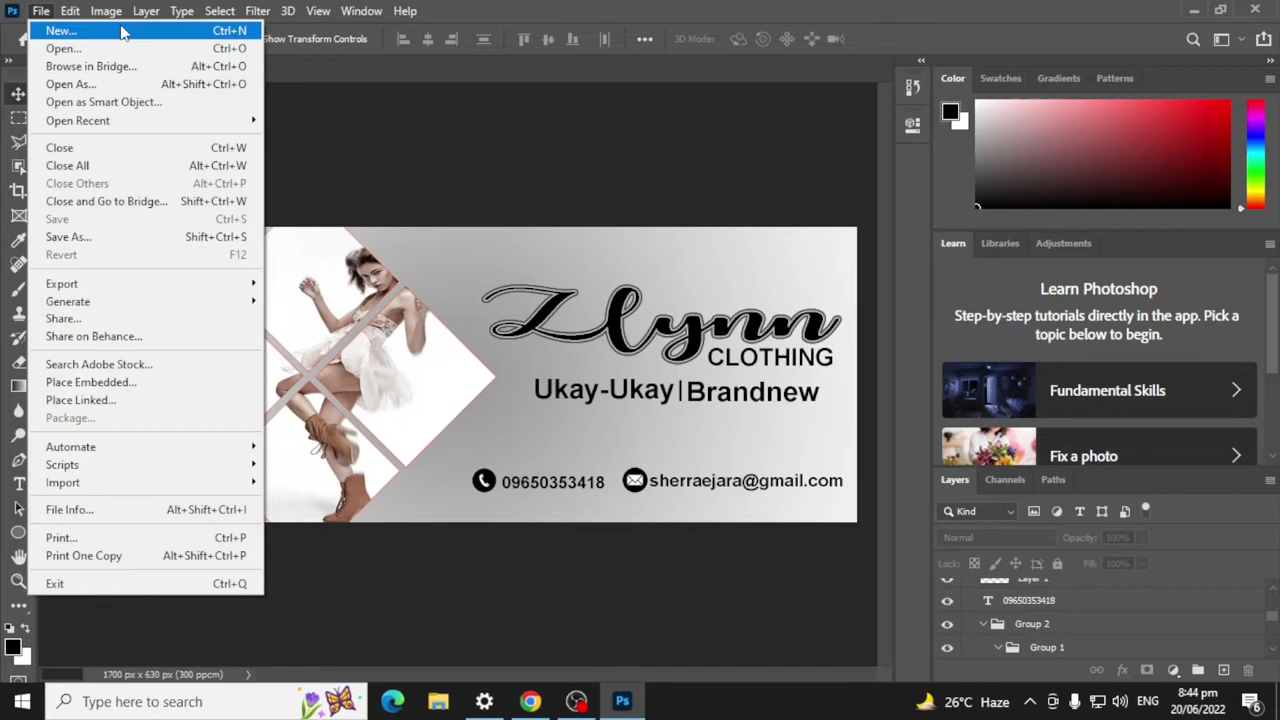 Ps File Edit Image Layer Type Select Filter 3D View Window Help
Show Transform Controls
3D Mode:
New... Ctrl+N
Open... Ctrl+O
Browse in Bridge... Alt+Ctrl+O
Open As... Alt+Shift+Ctrl+O
Open as Smart Object...
Open Recent
Close Ctrl+W
Close All Alt+Ctrl+W
Close Others Alt+Ctrl+P
Close and Go to Bridge... Shift+Ctrl+W
Save Ctrl+S
Save As... Shift+Ctrl+S
Revert F12
Export
Generate
Share...
Share on Behance...
Search Adobe Stock...
Place Embedded...
Place Linked...
Package...
Automate
Scripts
Import
File Info... Alt+Shift+Ctrl+I
Print... Ctrl+P
Print One Copy Alt+Shift+Ctrl+P
Exit Ctrl+Q
Zlynn
CLOTHING
Ukay-Ukay|Brandnew
09650353418 sherraejara@gmail.com
Color Swatches Gradients Patterns
Learn Libraries Adjustments
Learn Photoshop
Step-by-step tutorials directly in the app. Pick a
topic below to begin.
Fundamental Skills
Fix a photo
Layers Channels Paths
Kind
Normal Opacity: 100%
Lock: Fill: 100%
Layer 1
T 09650353418
Group 2
Group 1
1700 px x 630 px (300 ppcm)
Type here to search
Ps
26°C Haze
ENG
8:44 pm
20/06/2022
6